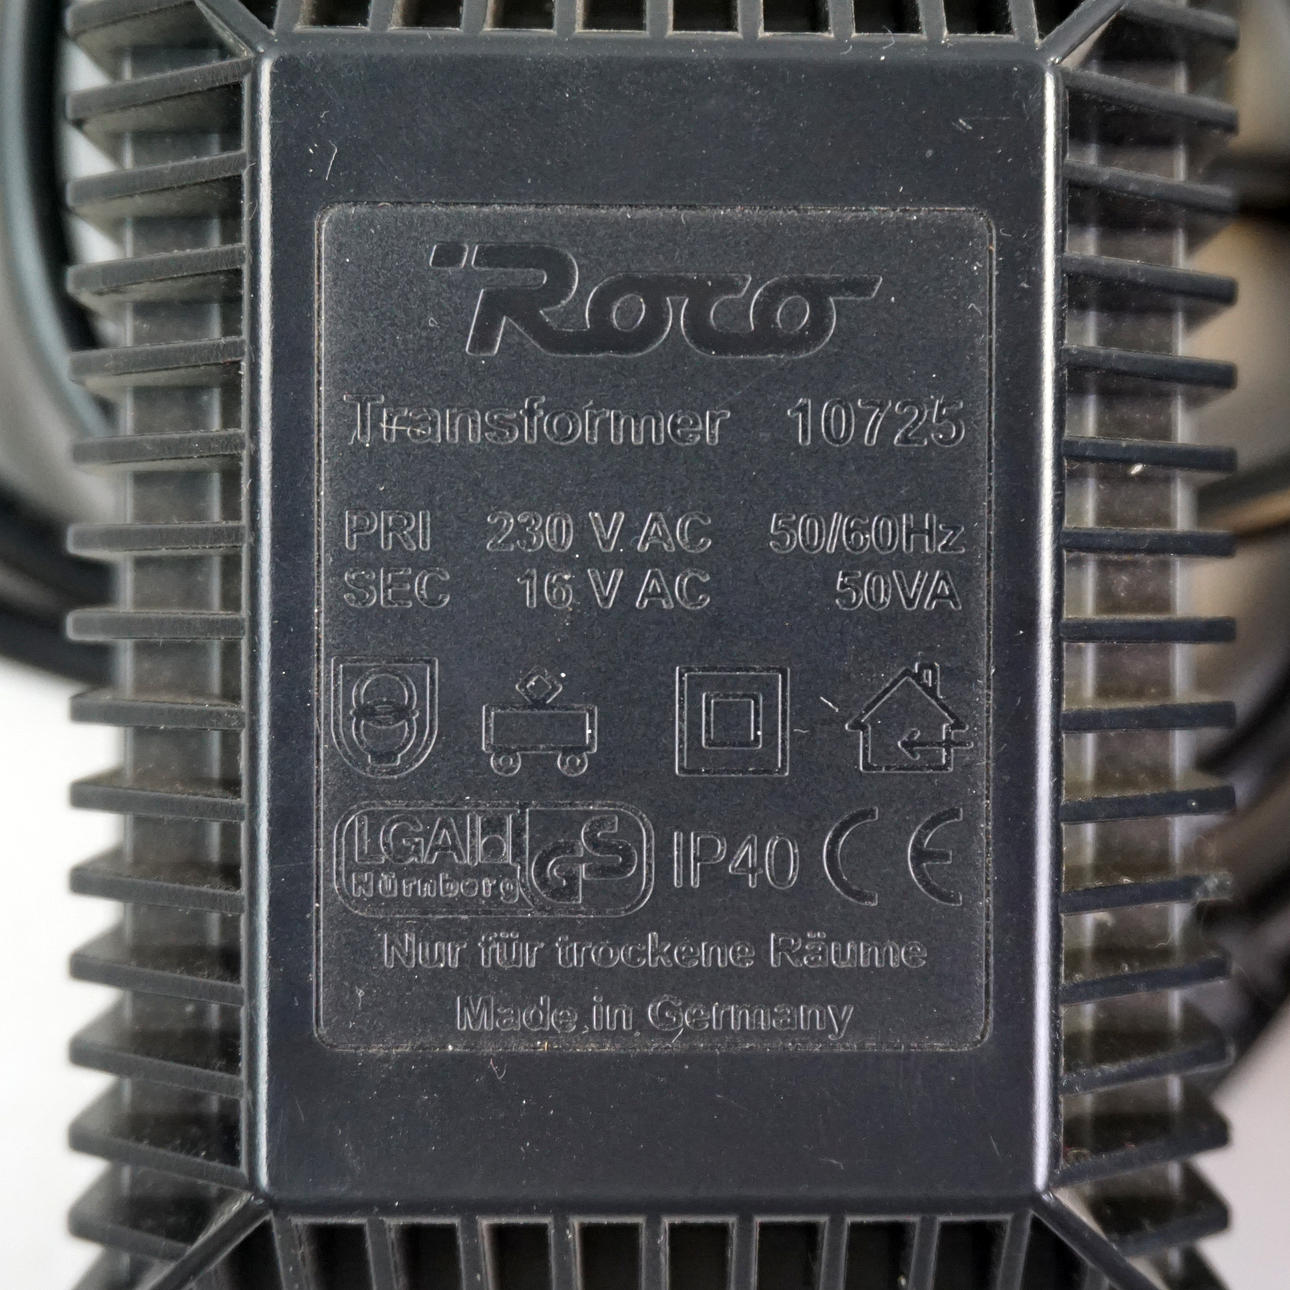 Roco
Transformer 10725
PRI 230 V AC 50/60Hz
SEC 16 V AC 50VA
LGA GS IP40 CE
Nürnberg
Nur für trockene Räume
Made in Germany